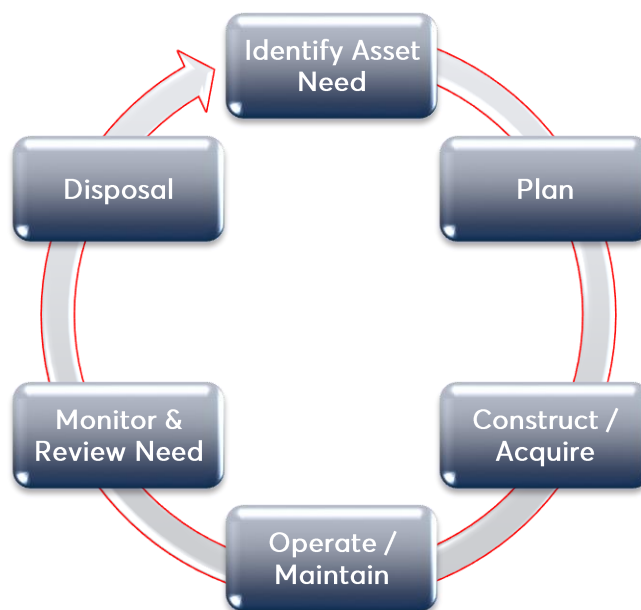 Identify Asset
Need
Plan
Construct /
Acquire
Operate /
Maintain
Monitor &
Review Need
Disposal